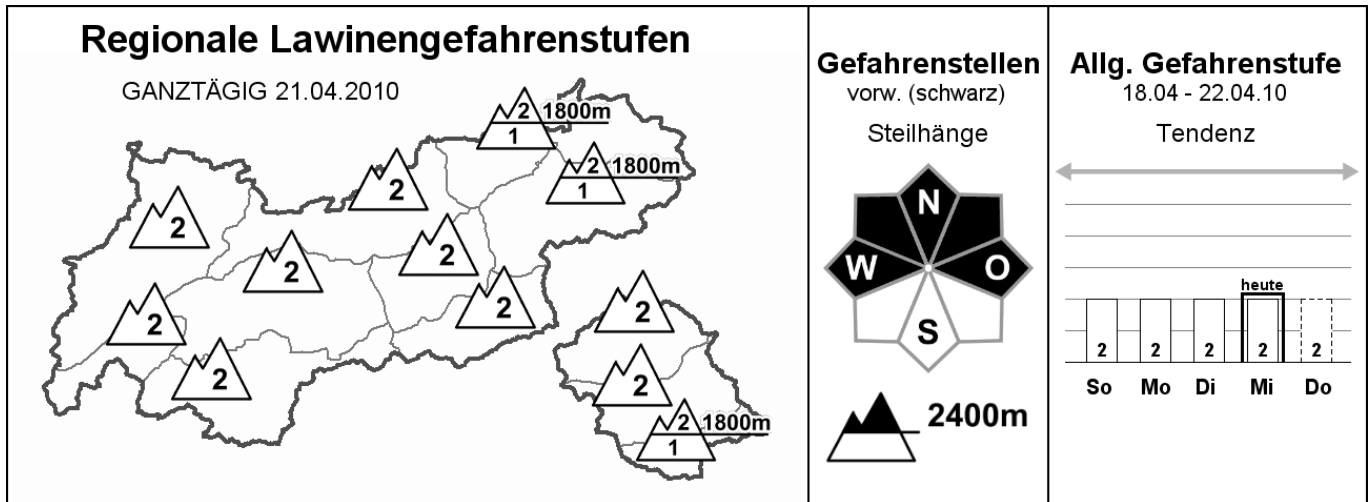 Regionale Lawinengefahrenstufen
GANZTÄGIG 21.04.2010
2 1800m
1
2 1800m
1
2
2
2
2
2
2
2
2
2
2 1800m
1
Gefahrenstellen
vorw. (schwarz)
Steilhänge
N
W O
S
2400m
Allg. Gefahrenstufe
18.04 - 22.04.10
Tendenz
heute
2 2 2 2 2
So Mo Di Mi Do